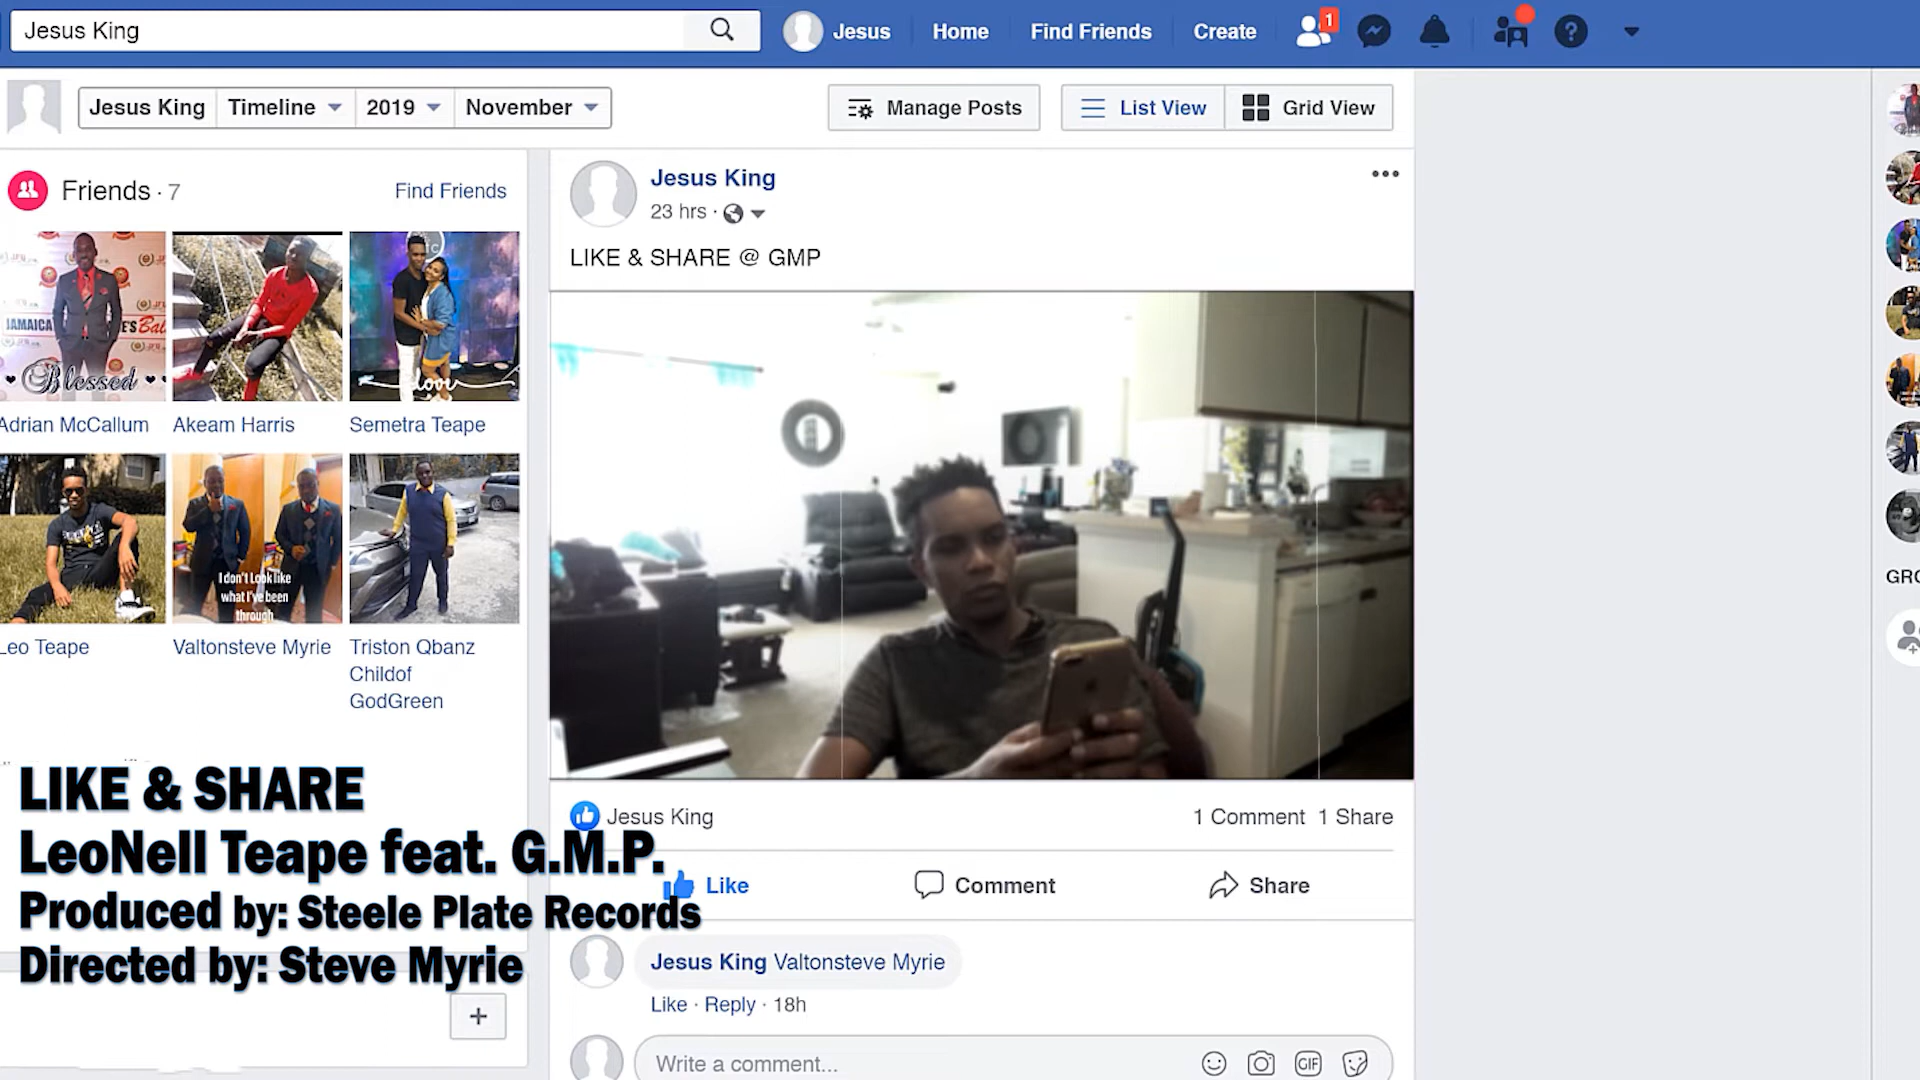 Jesus King
Jesus
Home
Find Friends
Create
1
Jesus King
Timeline
2019
November
Manage Posts
List View
Grid View
Friends · 7
Find Friends
JAMAICA
Blessed
Adrian McCallum
Akeam Harris
Semetra Teape
I don't Look like
what I've been
through
Leo Teape
Valtonsteve Myrie
Triston Qbanz
Childof
GodGreen
Jesus King
23 hrs ·
LIKE & SHARE @ GMP
Jesus King
1 Comment 1 Share
Like
Comment
Share
Jesus King Valtonsteve Myrie
Like · Reply · 18h
Write a comment...
GIF
LIKE & SHARE
LeoNell Teape feat. G.M.P.
Produced by: Steele Plate Records
Directed by: Steve Myrie